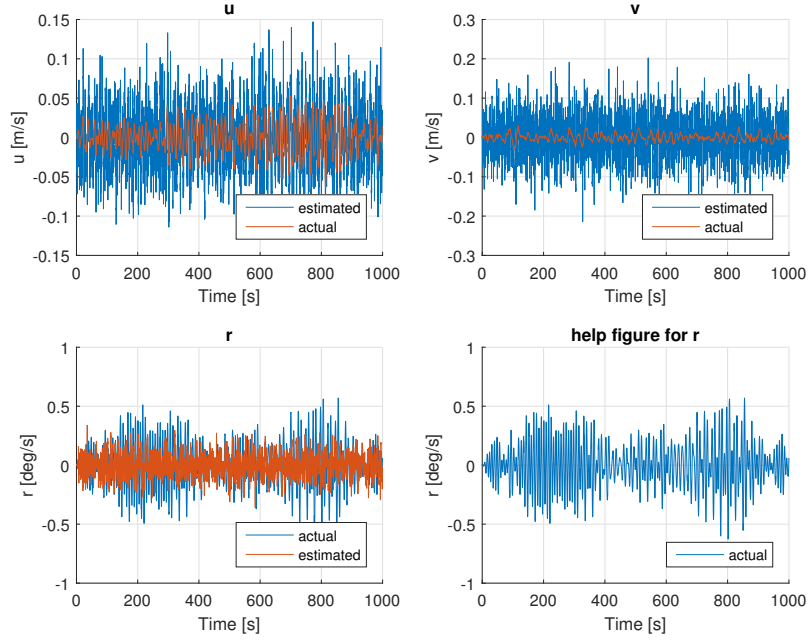 u
0.15
0.1
0.05
0
-0.05
-0.1
-0.15
u [m/s]
estimated
actual
0 200 400 600 800 1000
Time [s]
v
0.3
0.2
0.1
0
-0.1
-0.2
-0.3
v [m/s]
estimated
actual
0 200 400 600 800 1000
Time [s]
r
1
0.5
0
-0.5
-1
r [deg/s]
actual
estimated
0 200 400 600 800 1000
Time [s]
help figure for r
1
0.5
0
-0.5
-1
r [deg/s]
actual
0 200 400 600 800 1000
Time [s]